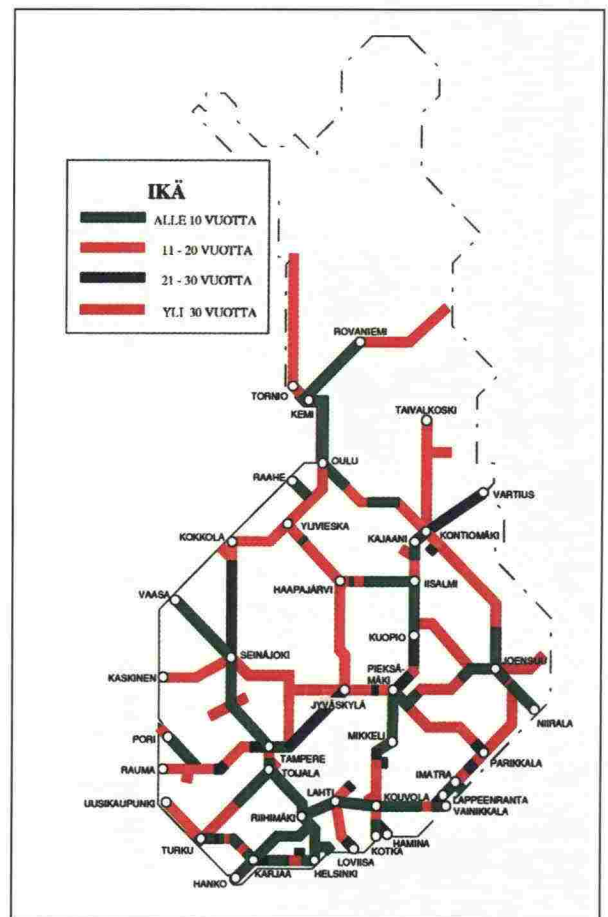 IKÄ
ALLE 10 VUOTTA
11 - 20 VUOTTA
21 - 30 VUOTTA
YLI 30 VUOTTA
ROVANIEMI
TORNIO
KEMI
TAIVALKOSKI
OULU
RAAHE
VARTIUS
YLIVIESKA
KOKKOLA
KAJAANI
KONTIOMÄKI
HAAPAJÄRVI
IISALMI
VAASA
KUOPIO
SEINÄJOKI
PIEKSÄ-
MÄKI
JOENSUU
KASKINEN
JYVÄSKYLÄ
NIIRALA
PORI
MIKKELI
TAMPERE
PARIKKALA
RAUMA
TOIJALA
IMATRA
UUSIKAUPUNKI
LAHTI
KOUVOLA
LAPPEENRANTA
VAINIKKALA
RIIHIMÄKI
TURKU
HAMINA
KOTKA
LOVIISA
KARJAA
HELSINKI
HANKO